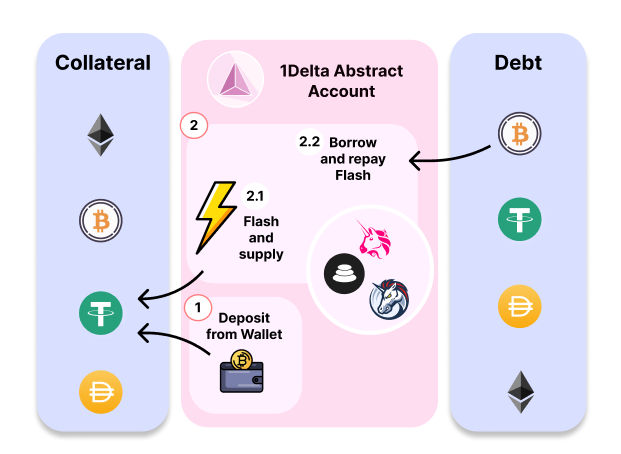 Collateral
1Delta Abstract
Account
Debt
2
2.2 Borrow
and repay
Flash
2.1
Flash
and
supply
1
Deposit
from Wallet